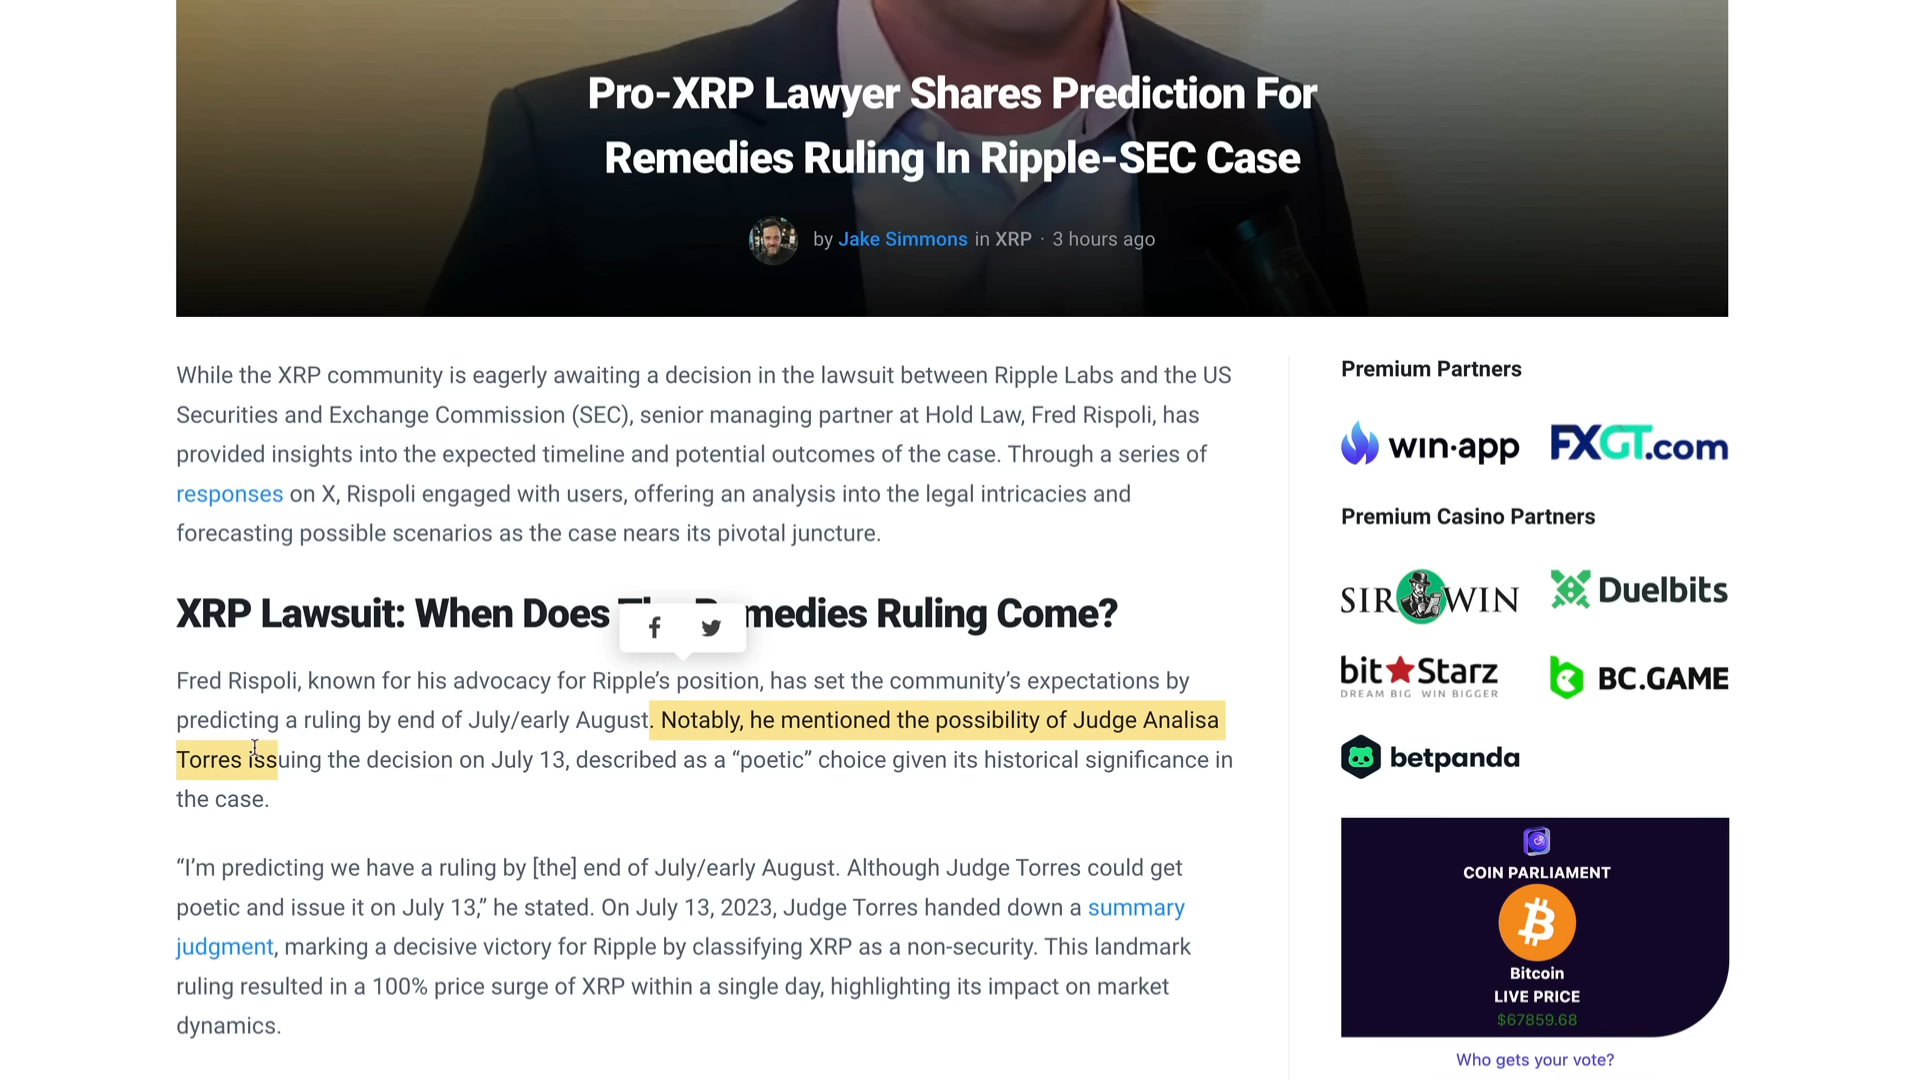 Pro-XRP Lawyer Shares Prediction For
Remedies Ruling In Ripple-SEC Case
by Jake Simmons in XRP · 3 hours ago
While the XRP community is eagerly awaiting a decision in the lawsuit between Ripple Labs and the US
Securities and Exchange Commission (SEC), senior managing partner at Hold Law, Fred Rispoli, has
provided insights into the expected timeline and potential outcomes of the case. Through a series of
responses on X, Rispoli engaged with users, offering an analysis into the legal intricacies and
forecasting possible scenarios as the case nears its pivotal juncture.
XRP Lawsuit: When Does The Remedies Ruling Come?
Fred Rispoli, known for his advocacy for Ripple’s position, has set the community’s expectations by
predicting a ruling by end of July/early August. Notably, he mentioned the possibility of Judge Analisa
Torres issuing the decision on July 13, described as a “poetic” choice given its historical significance in
the case.
“I’m predicting we have a ruling by [the] end of July/early August. Although Judge Torres could get
poetic and issue it on July 13,” he stated. On July 13, 2023, Judge Torres handed down a summary
judgment, marking a decisive victory for Ripple by classifying XRP as a non-security. This landmark
ruling resulted in a 100% price surge of XRP within a single day, highlighting its impact on market
dynamics.
Premium Partners
win·app
FXGT.com
Premium Casino Partners
SIR WIN
Duelbits
bit Starz
DREAM BIG WIN BIGGER
BC.GAME
betpanda
COIN PARLIAMENT
Bitcoin
LIVE PRICE
$67859.68
Who gets your vote?